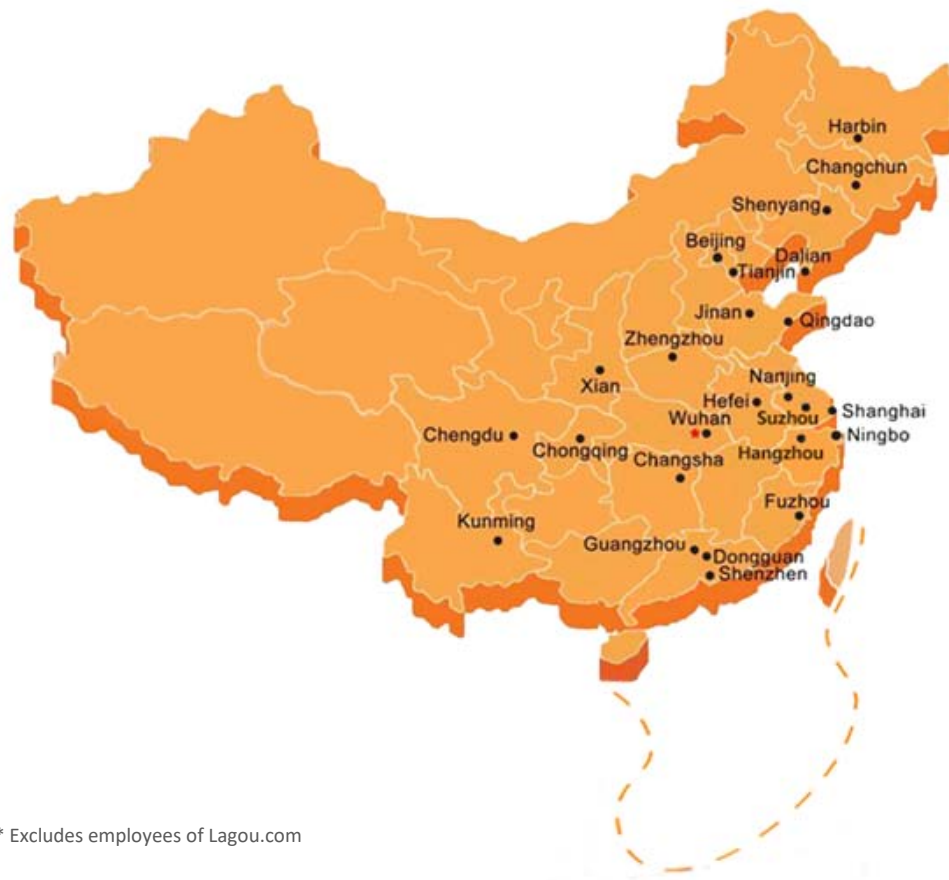 Harbin
Changchun
Shenyang
Beijing
Dalian
Tianjin
Jinan
Qingdao
Zhengzhou
Nanjing
Xian
Hefei
Suzhou
Shanghai
Wuhan
Chengdu
Ningbo
Chongqing
Hangzhou
Changsha
Fuzhou
Kunming
Guangzhou
Dongguan
Shenzhen
* Excludes employees of Lagou.com